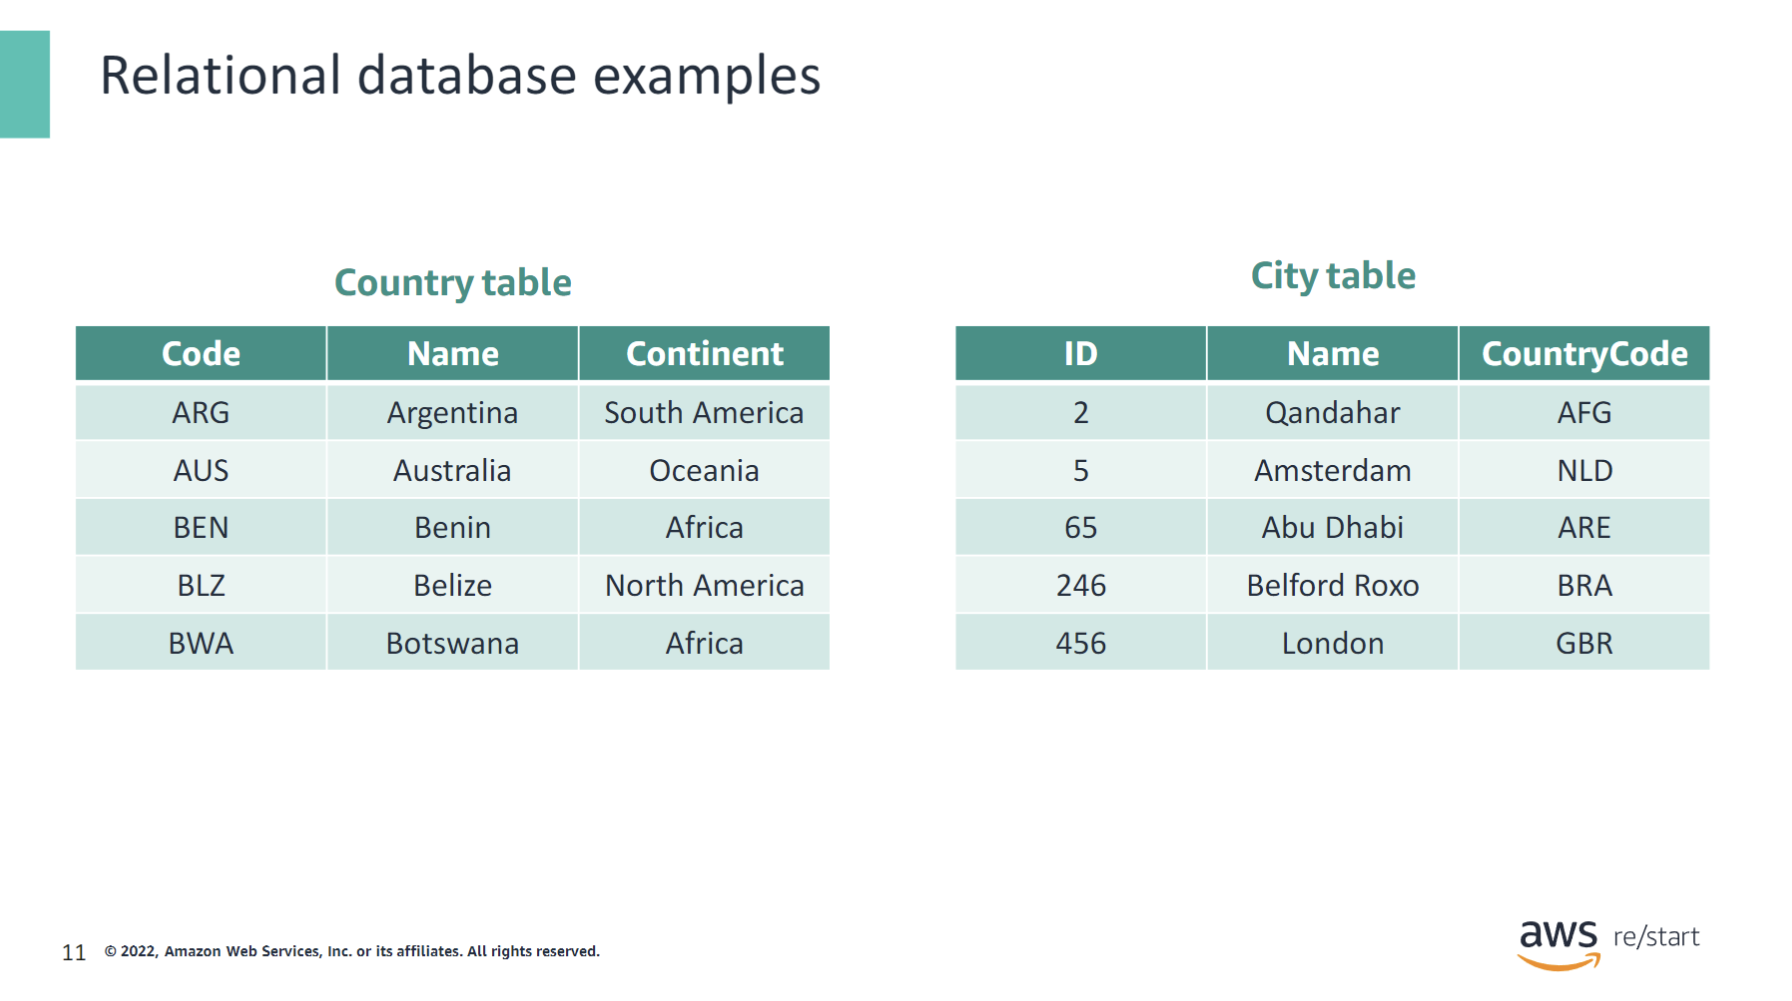 Relational database examples
Country table
Code Name Continent
ARG Argentina South America
AUS Australia Oceania
BEN Benin Africa
BLZ Belize North America
BWA Botswana Africa
City table
ID Name CountryCode
2 Qandahar AFG
5 Amsterdam NLD
65 Abu Dhabi ARE
246 Belford Roxo BRA
456 London GBR
11 © 2022, Amazon Web Services, Inc. or its affiliates. All rights reserved.
aws re/start